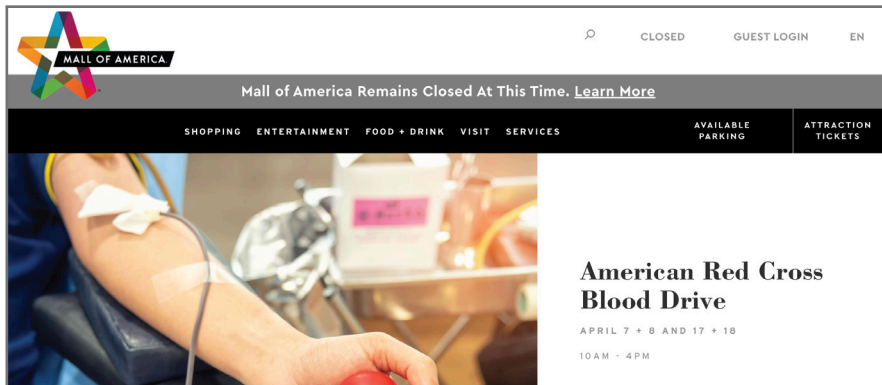 MALL OF AMERICA.
CLOSED
GUEST LOGIN
EN
Mall of America Remains Closed At This Time. Learn More
SHOPPING ENTERTAINMENT FOOD + DRINK VISIT SERVICES
AVAILABLE
PARKING
ATTRACTION
TICKETS
American Red Cross
Blood Drive
APRIL 7 + 8 AND 17 + 18
10AM - 4PM